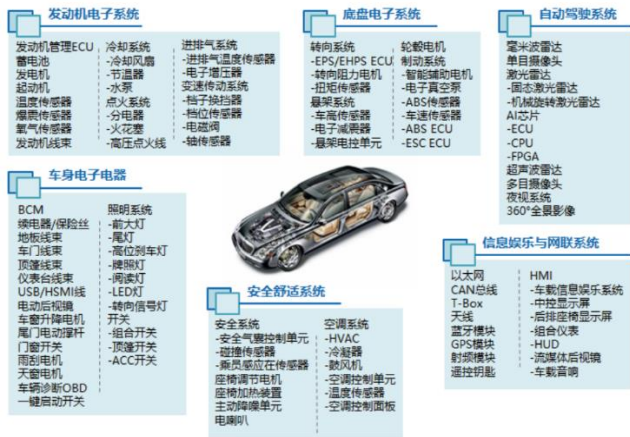 发动机电子系统
发动机管理ECU
蓄电池
发电机
起动机
温度传感器
爆震传感器
氧气传感器
发动机线束
冷却系统
-冷却风扇
-节温器
-水泵
点火系统
-分电器
-火花塞
-高压点火线
进排气系统
-进排气温度传感器
-电子增压器
变速传动系统
-档子换挡器
-档位传感器
-电磁阀
-轴传感器
底盘电子系统
转向系统
-EPS/EHPS ECU
-转向阻力电机
-扭矩传感器
悬架系统
-车高传感器
-电子减震器
-悬架电控单元
轮毂电机
制动系统
-智能辅助电机
-电子真空泵
-ABS传感器
-车速传感器
-ABS ECU
-ESC ECU
自动驾驶系统
毫米波雷达
单目摄像头
激光雷达
-固态激光雷达
-机械旋转激光雷达
AI芯片
-ECU
-CPU
-FPGA
超声波雷达
多目摄像头
夜视系统
360°全景影像
车身电子电器
BCM
继电器/保险丝
地板线束
车门线束
顶篷线束
仪表台线束
USB/HSMI线
电动后视镜
车窗升降电机
尾门电动撑杆
门窗开关
雨刮电机
天窗电机
车辆诊断OBD
一键启动开关
照明系统
-前大灯
-尾灯
-高位刹车灯
-牌照灯
-阅读灯
-LED灯
-转向信号灯
开关
-组合开关
-顶篷开关
-ACC开关
安全舒适系统
安全系统
-安全气囊控制单元
-碰撞传感器
-乘员感应在传感器
座椅调节电机
座椅加热装置
主动降噪单元
电喇叭
空调系统
-HVAC
-冷凝器
-鼓风机
-空调控制单元
-温度传感器
-空调控制面板
信息娱乐与网联系统
以太网
CAN总线
T-Box
天线
蓝牙模块
GPS模块
射频模块
遥控钥匙
HMI
-车载信息娱乐系统
-中控显示屏
-后排座椅显示屏
-组合仪表
-HUD
-流媒体后视镜
-车载音响